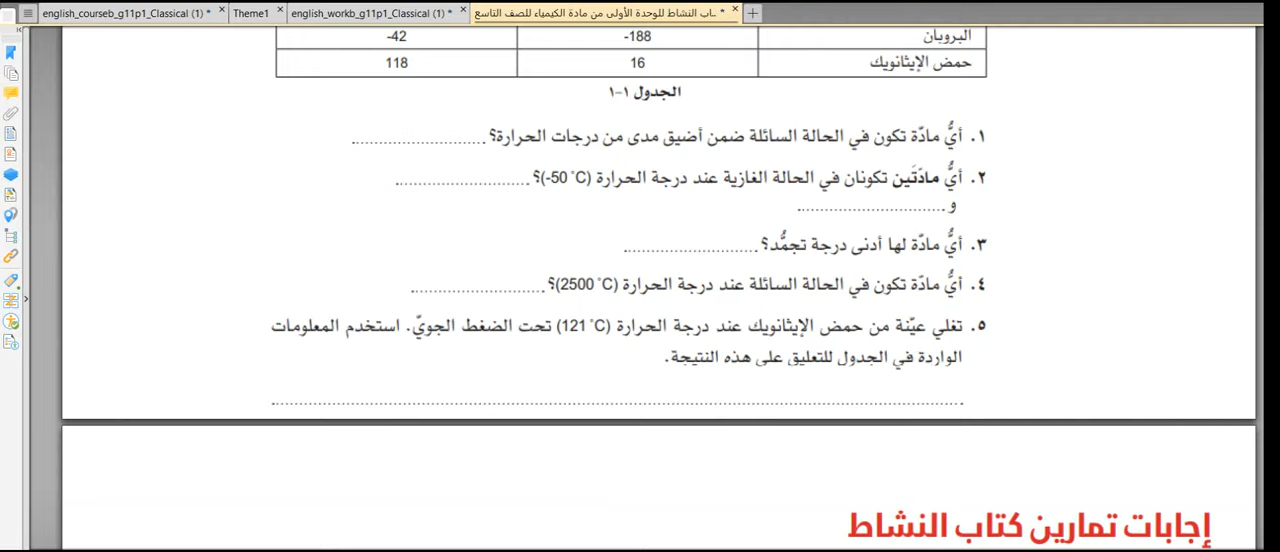 english_courseb_g11p1_Classical (1) *
Theme1
english_workb_g11p1_Classical (1) *
...اب النشاط للوحدة الأولى من مادة الكيمياء للصف التاسع *
البروبان -188 -42
حمض الإيثانويك 16 118
الجدول ١-١
١. أيُّ مادّة تكون في الحالة السائلة ضمن أضيق مدى من درجات الحرارة؟ ..............................
٢. أيُّ مادّتَين تكونان في الحالة الغازية عند درجة الحرارة (-50 °C)؟ ..............................
و ..............................
٣. أيُّ مادّة لها أدنى درجة تجمُّد؟ ..............................
٤. أيُّ مادّة تكون في الحالة السائلة عند درجة الحرارة (2500 °C)؟ ..............................
٥. تغلي عيّنة من حمض الإيثانويك عند درجة الحرارة (121 °C) تحت الضغط الجويّ. استخدم المعلومات
الواردة في الجدول للتعليق على هذه النتيجة.
إجابات تمارين كتاب النشاط